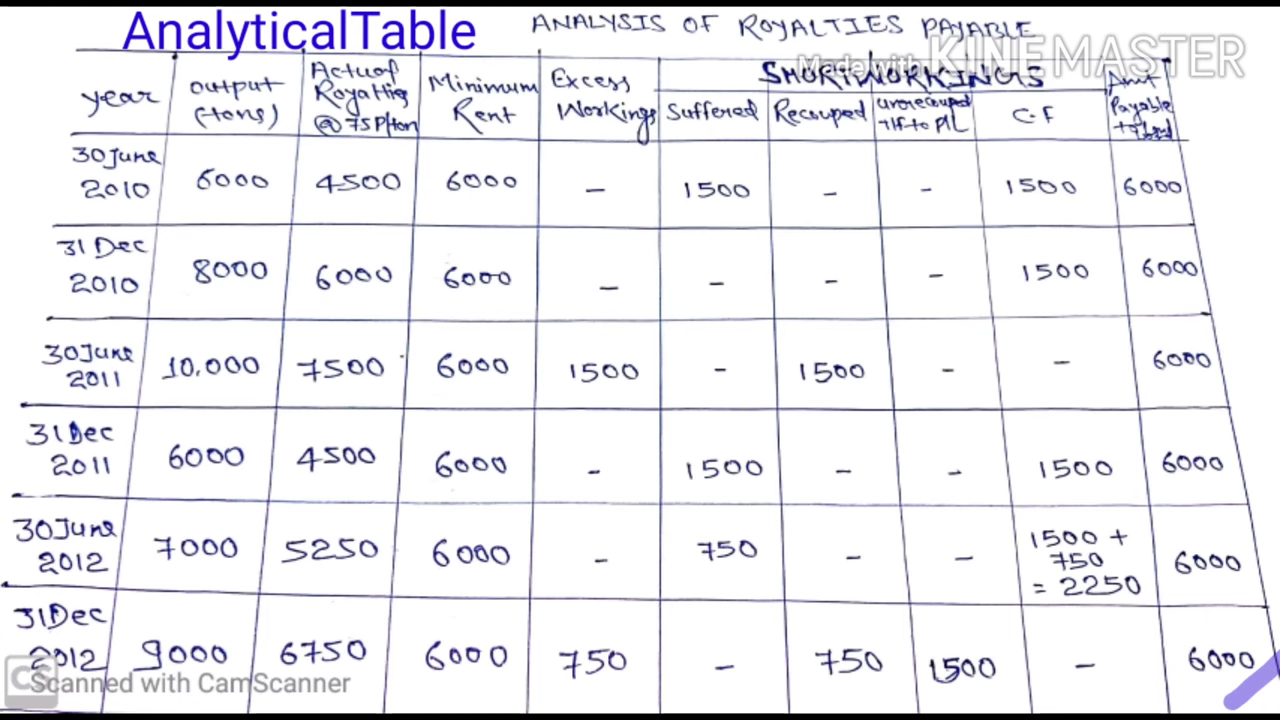 AnalyticalTable
ANALYSIS OF ROYALTIES PAYABLE
Made with KINEMASTER
year
output
(tons)
Actual
Royalties
@75P/ton
Minimum
Rent
Excess
Workings
SHORTWORKINGS
Suffered
Recouped
unrecouped
C.F
Amt
Payable
30 June
2010 6000 4500 6000 - - 1500 - - 1500 6000
31 Dec
2010 8000 6000 6000 - - - - 1500 6000
30 June
2011 10,000 7500 6000 1500 - 1500 - - 6000
31 Dec
2011 6000 4500 6000 - 1500 - - 1500 6000
30 June
2012 7000 5250 6000 - 750 - - 1500 +
750
= 2250 6000
31 Dec
2012 9000 6750 6000 750 - 750 1500 - 6000
CS Scanned with CamScanner